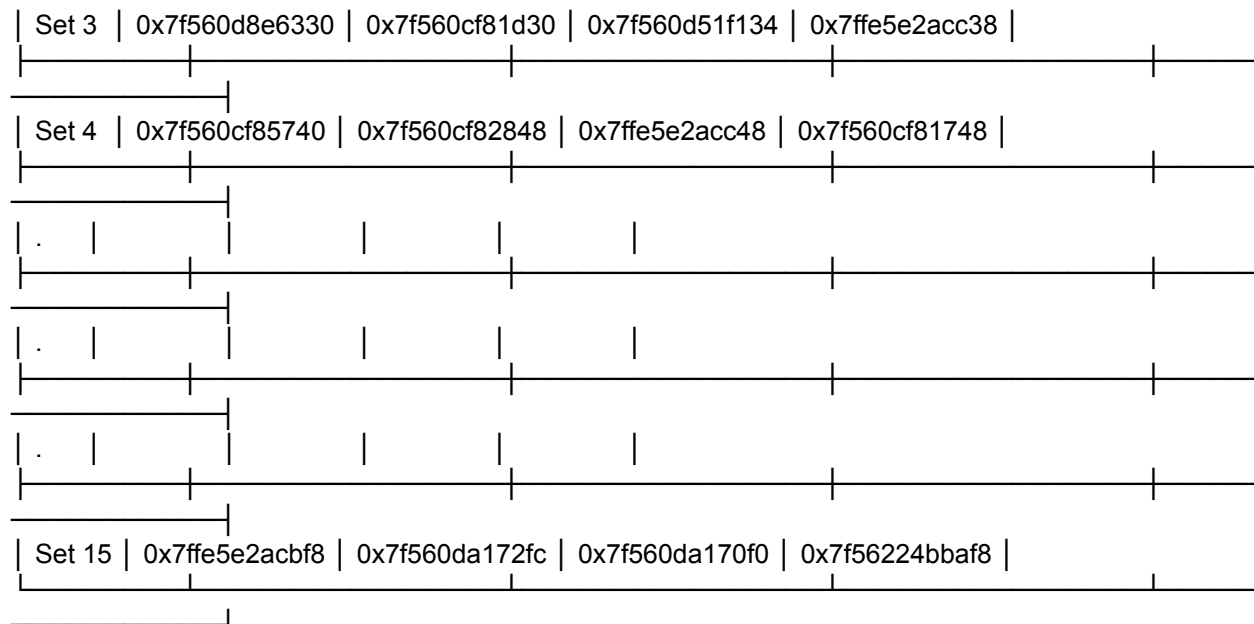 │ Set 3 │ 0x7f560d8e6330 │ 0x7f560cf81d30 │ 0x7f560d51f134 │ 0x7ffe5e2acc38 │
│ Set 4 │ 0x7f560cf85740 │ 0x7f560cf82848 │ 0x7ffe5e2acc48 │ 0x7f560cf81748 │
│ . │ │ │ │ │
│ . │ │ │ │ │
│ . │ │ │ │ │
│ Set 15 │ 0x7ffe5e2acbf8 │ 0x7f560da172fc │ 0x7f560da170f0 │ 0x7f56224bbaf8 │